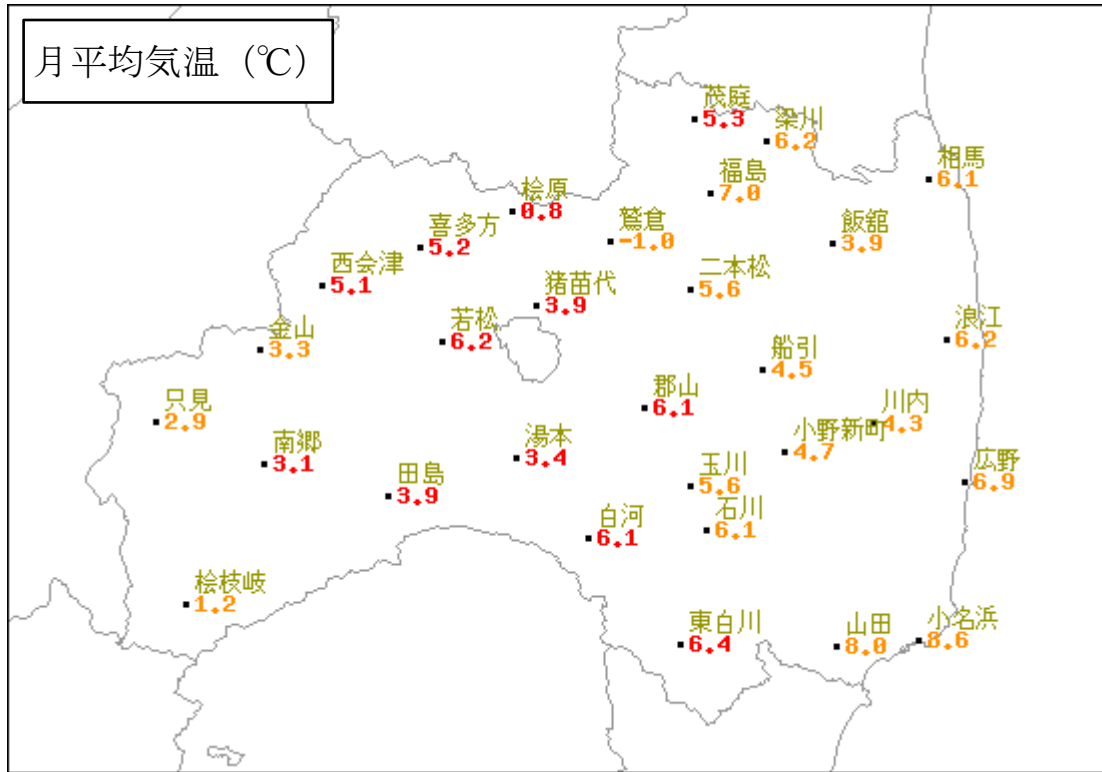 月平均気温（℃）
茂庭
5.3
梁川
6.2
相馬
6.1
福島
7.0
桧原
0.8
鷲倉
-1.0
飯舘
3.9
喜多方
5.2
西会津
5.1
猪苗代
3.9
二本松
5.6
若松
6.2
金山
3.3
浪江
6.2
船引
4.5
郡山
6.1
只見
2.9
川内
4.3
小野新町
4.7
南郷
3.1
湯本
3.4
田島
3.9
玉川
5.6
広野
6.9
石川
6.1
白河
6.1
桧枝岐
1.2
東白川
6.4
山田
8.0
小名浜
8.6